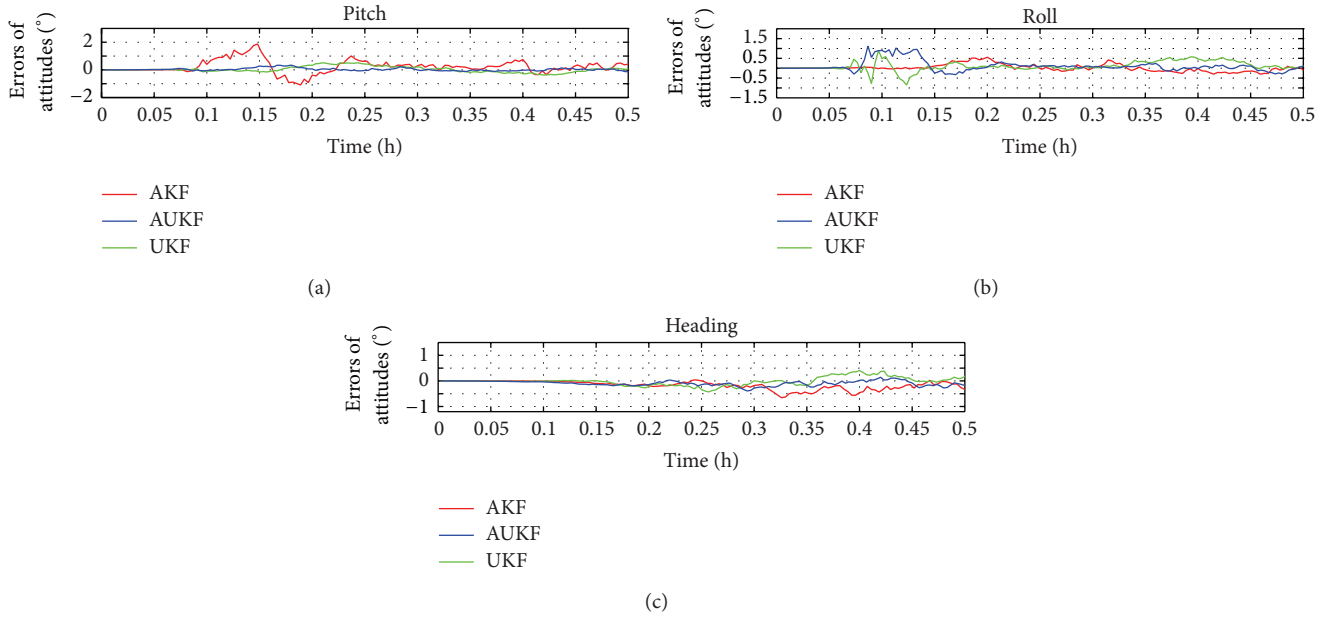 Pitch
Errors of
attitudes (°)
2
0
−2
0 0.05 0.1 0.15 0.2 0.25 0.3 0.35 0.4 0.45 0.5
Time (h)
AKF
AUKF
UKF
(a)
Roll
Errors of
attitudes (°)
1.5
0.5
−0.5
−1.5
0 0.05 0.1 0.15 0.2 0.25 0.3 0.35 0.4 0.45 0.5
Time (h)
AKF
AUKF
UKF
(b)
Heading
Errors of
attitudes (°)
1
0
−1
0 0.05 0.1 0.15 0.2 0.25 0.3 0.35 0.4 0.45 0.5
Time (h)
AKF
AUKF
UKF
(c)